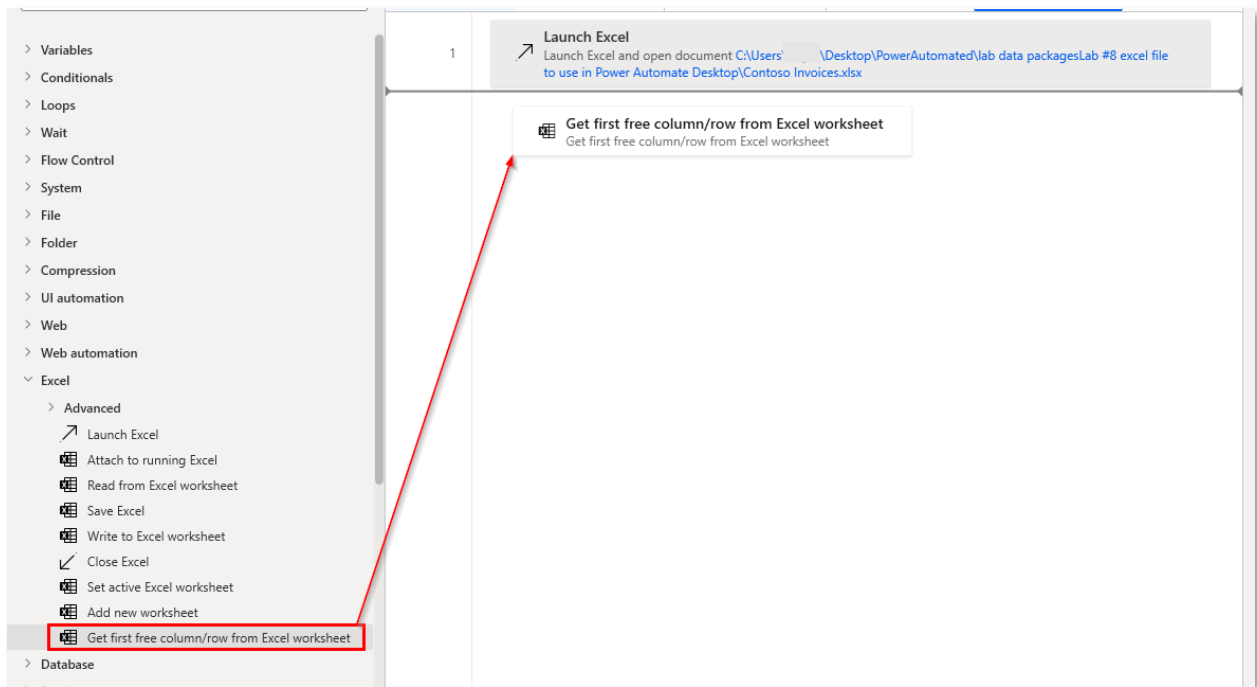 Variables
Conditionals
Loops
Wait
Flow Control
System
File
Folder
Compression
UI automation
Web
Web automation
Excel
Advanced
Launch Excel
Attach to running Excel
Read from Excel worksheet
Save Excel
Write to Excel worksheet
Close Excel
Set active Excel worksheet
Add new worksheet
Get first free column/row from Excel worksheet
Database
1
Launch Excel
Launch Excel and open document C:\Users\ \Desktop\PowerAutomated\lab data packagesLab #8 excel file
to use in Power Automate Desktop\Contoso Invoices.xlsx
Get first free column/row from Excel worksheet
Get first free column/row from Excel worksheet